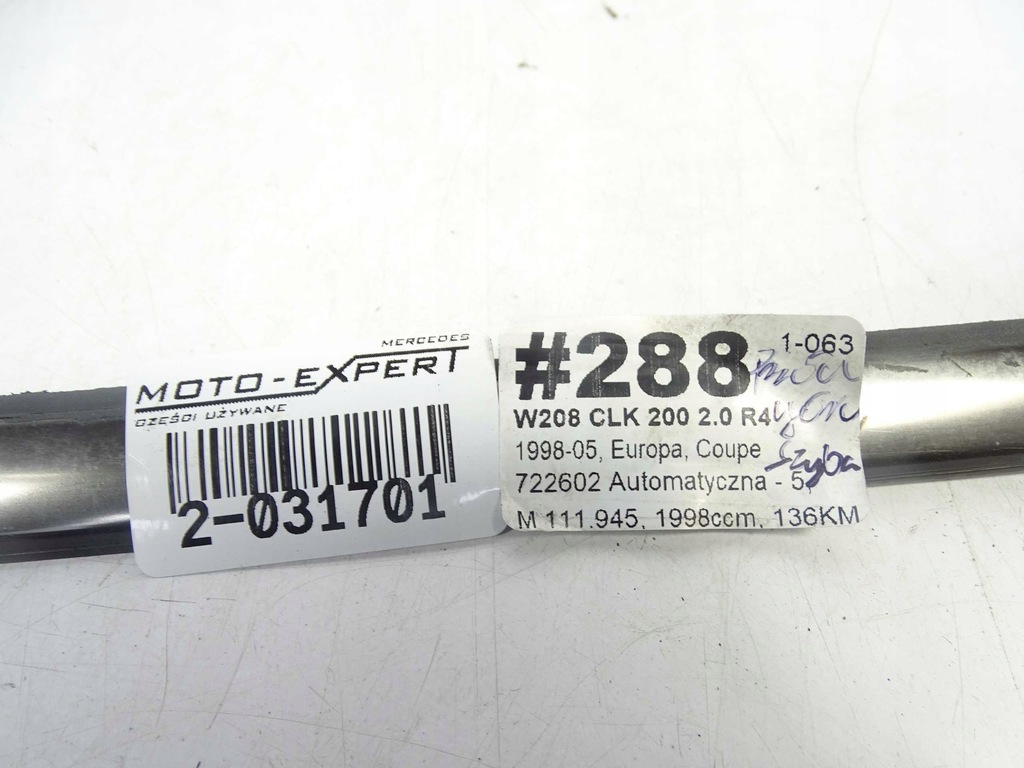 MERCEDES
MOTO-EXPERT
CZĘŚCI UŻYWANE
2-031701
#288
1-063
W208 CLK 200 2.0 R4
1998-05, Europa, Coupe
szyba
722602 Automatyczna - 5,
M 111.945, 1998ccm, 136KM